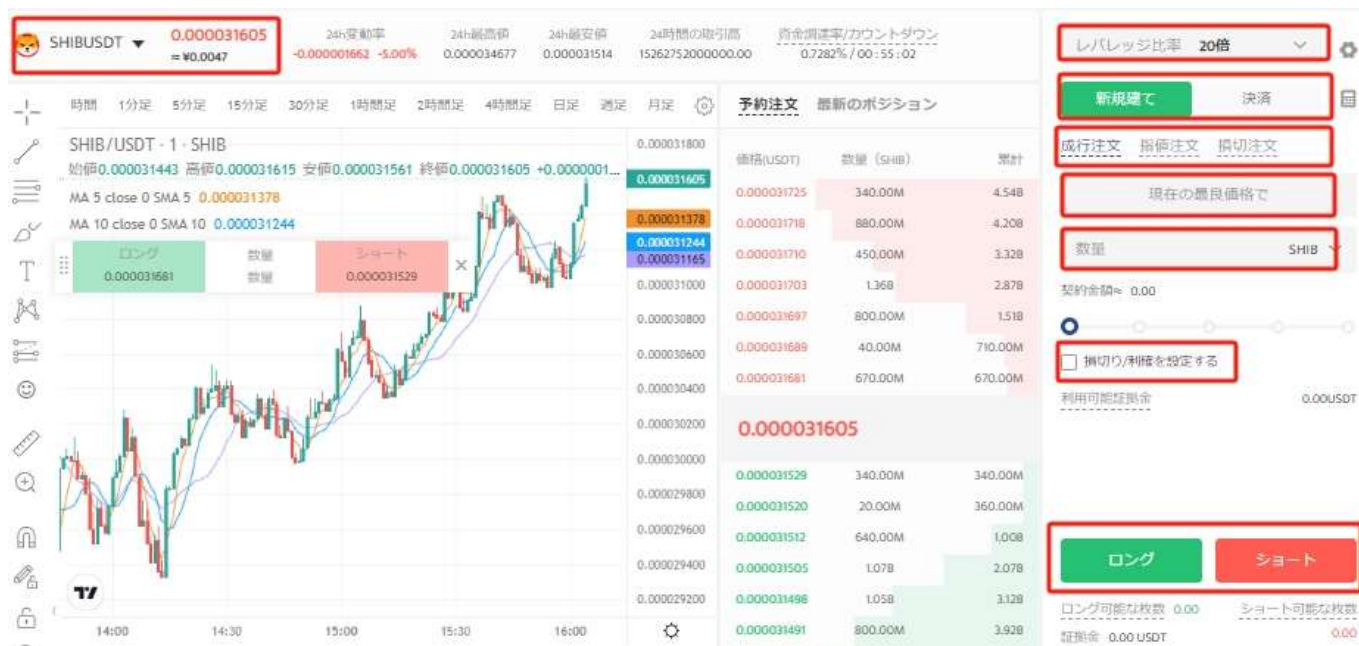 SHIBUSDT
0.000031605
≈ ¥0.0047
24h変動率
-0.000001662 -5.00%
24h最高値
0.000034677
24h最安値
0.000031514
24時間の取引高
15262752000000.00
資金調達率/カウントダウン
0.7282% / 00 : 55 : 02
時間 1分足 5分足 15分足 30分足 1時間足 2時間足 4時間足 日足 週足 月足
SHIB/USDT · 1 · SHIB
始値0.000031443 高値0.000031615 安値0.000031561 終値0.000031605 +0.0000001...
MA 5 close 0 SMA 5 0.000031378
MA 10 close 0 SMA 10 0.000031244
ロング 数量 ショート
0.000031681 数量 0.000031529
0.000031800
0.000031605
0.000031378
0.000031244
0.000031165
0.000031000
0.000030800
0.000030600
0.000030400
0.000030200
0.000030000
0.000029800
0.000029600
0.000029400
0.000029200
14:00 14:30 15:00 15:30 16:00
予約注文 最新のポジション
価格(USDT) 数量 (SHIB) 累計
0.000031725 340.00M 4.54B
0.000031718 880.00M 4.20B
0.000031710 450.00M 3.32B
0.000031703 1.36B 2.87B
0.000031697 800.00M 1.51B
0.000031689 40.00M 710.00M
0.000031681 670.00M 670.00M
0.000031605
0.000031529 340.00M 340.00M
0.000031520 20.00M 360.00M
0.000031512 640.00M 1.00B
0.000031505 1.07B 2.07B
0.000031498 1.05B 3.12B
0.000031491 800.00M 3.92B
レバレッジ比率 20倍
新規建て 決済
成行注文 指値注文 損切注文
現在の最良価格で
数量 SHIB
契約金額≈ 0.00
損切り/利確を設定する
利用可能証拠金 0.00USDT
ロング ショート
ロング可能な枚数 0.00 ショート可能な枚数
証拠金 0.00 USDT 0.00